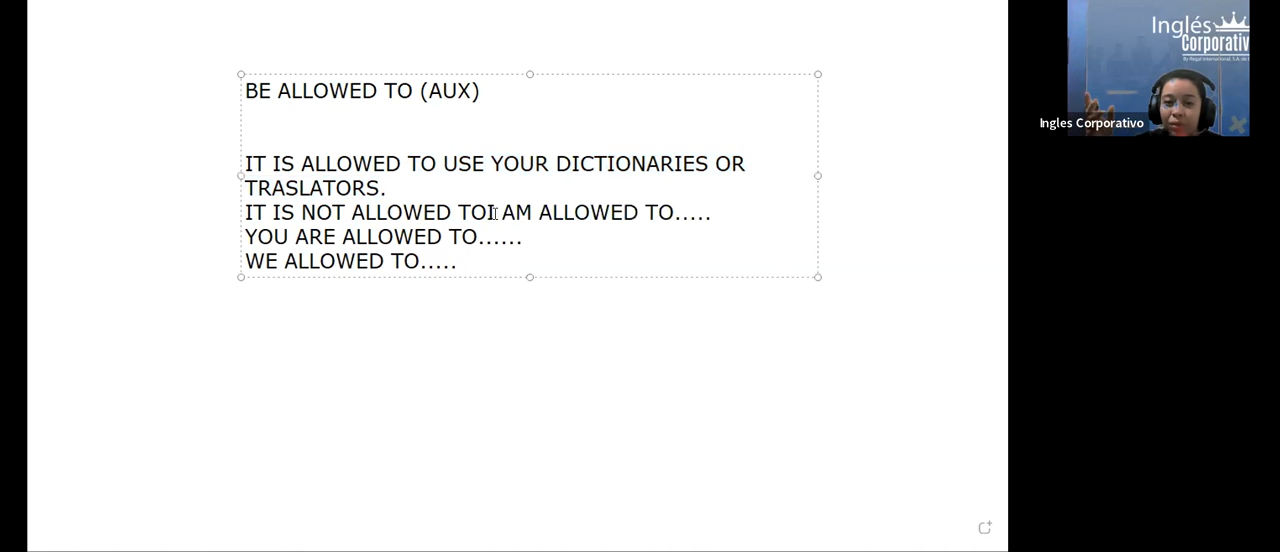 BE ALLOWED TO (AUX)
IT IS ALLOWED TO USE YOUR DICTIONARIES OR
TRASLATORS.
IT IS NOT ALLOWED TOI AM ALLOWED TO.....
YOU ARE ALLOWED TO......
WE ALLOWED TO.....
Inglés
Corporativ
Ingles Corporativo